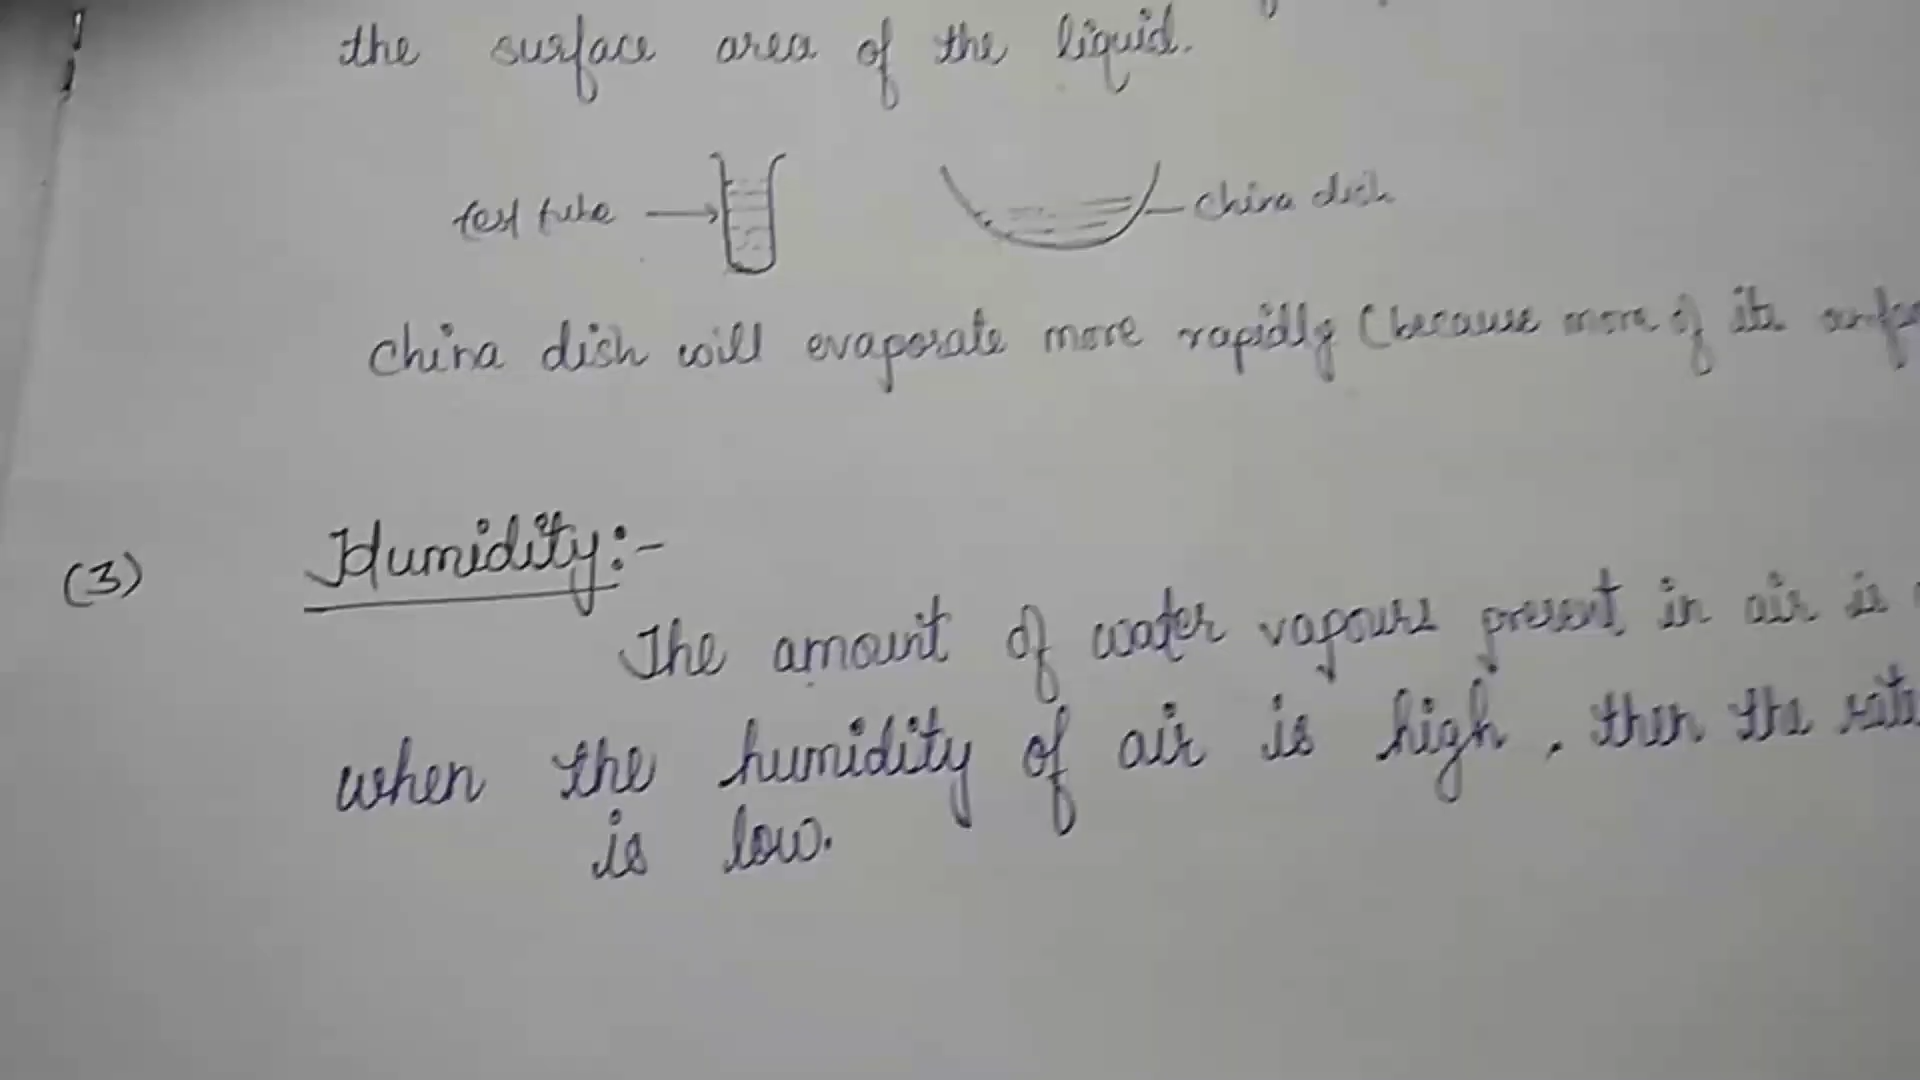 the surface area of the liquid.
test tube
china dish
china dish will evaporate more rapidly (because more of its
(3) Humidity:-
The amount of water vapours present in air is
when the humidity of air is high, then the rate
is low.